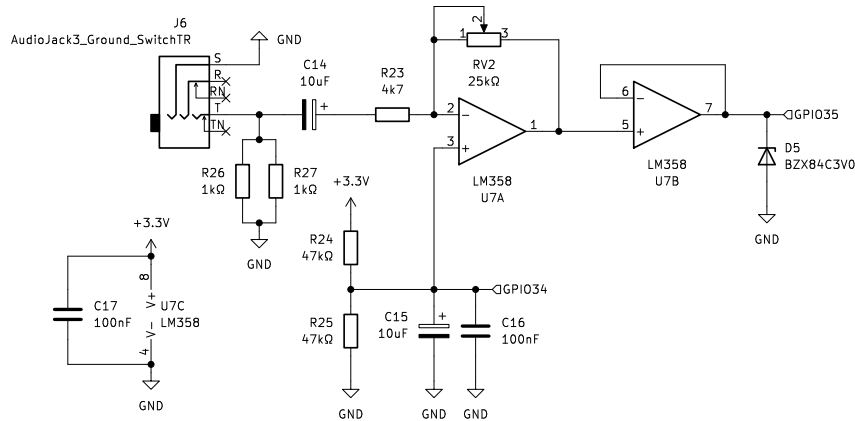 J6
AudioJack3_Ground_SwitchTR
S
R
RN
T
TN
GND
C14
10uF
+
R23
4k7
R26
1kΩ
R27
1kΩ
GND
1
2
3
RV2
25kΩ
2
3
1
-
+
LM358
U7A
6
5
7
-
+
LM358
U7B
GPIO35
D5
BZX84C3V0
GND
+3.3V
R24
47kΩ
GPIO34
R25
47kΩ
C15
10uF
+
C16
100nF
GND
GND
GND
+3.3V
C17
100nF
8
V+
V-
4
U7C
LM358
GND